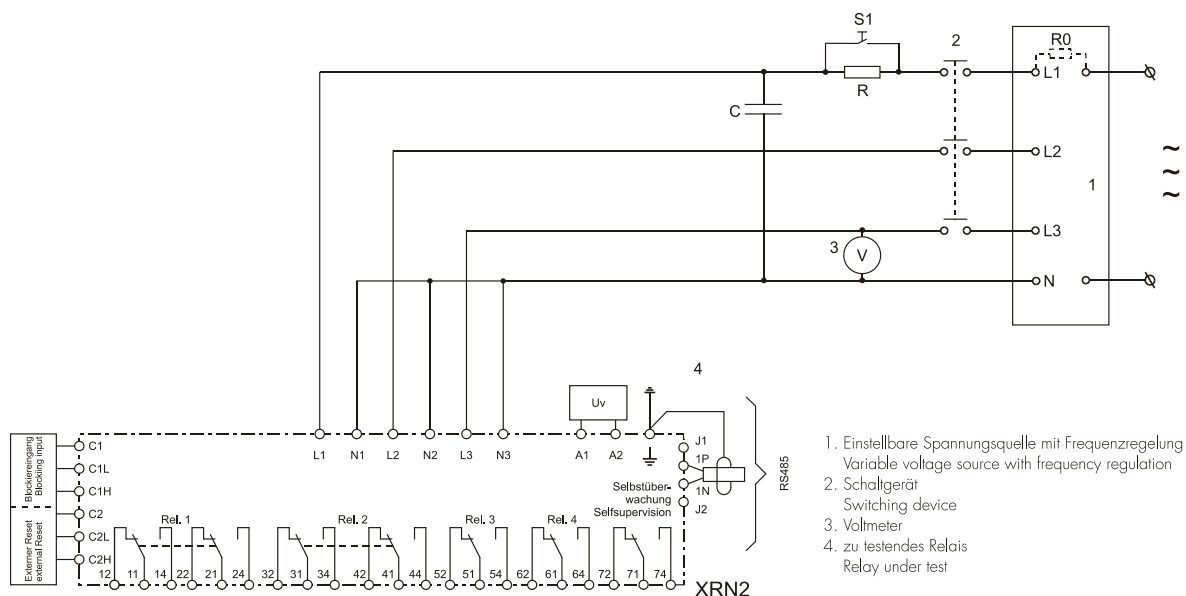 S1
2
R0
L1
R
C
L2
1
~
~
~
L3
3
V
N
4
Uv
Blockiereingang
Blockiing input
Externer Reset
external Reset
C1
C1L
C1H
C2
C2L
C2H
L1 N1 L2 N2 L3 N3 A1 A2
J1
1P
1N
J2
RS485
Selbstüber-
wachung
Selfsupervision
Rel. 1 Rel. 2 Rel. 3 Rel. 4
12 11 14 22 21 24 32 31 34 42 41 44 52 51 54 62 61 64 72 71 74
XRN2
1. Einstellbare Spannungsquelle mit Frequenzregelung
Variable voltage source with frequency regulation
2. Schaltgerät
Switching device
3. Voltmeter
4. zu testendes Relais
Relay under test